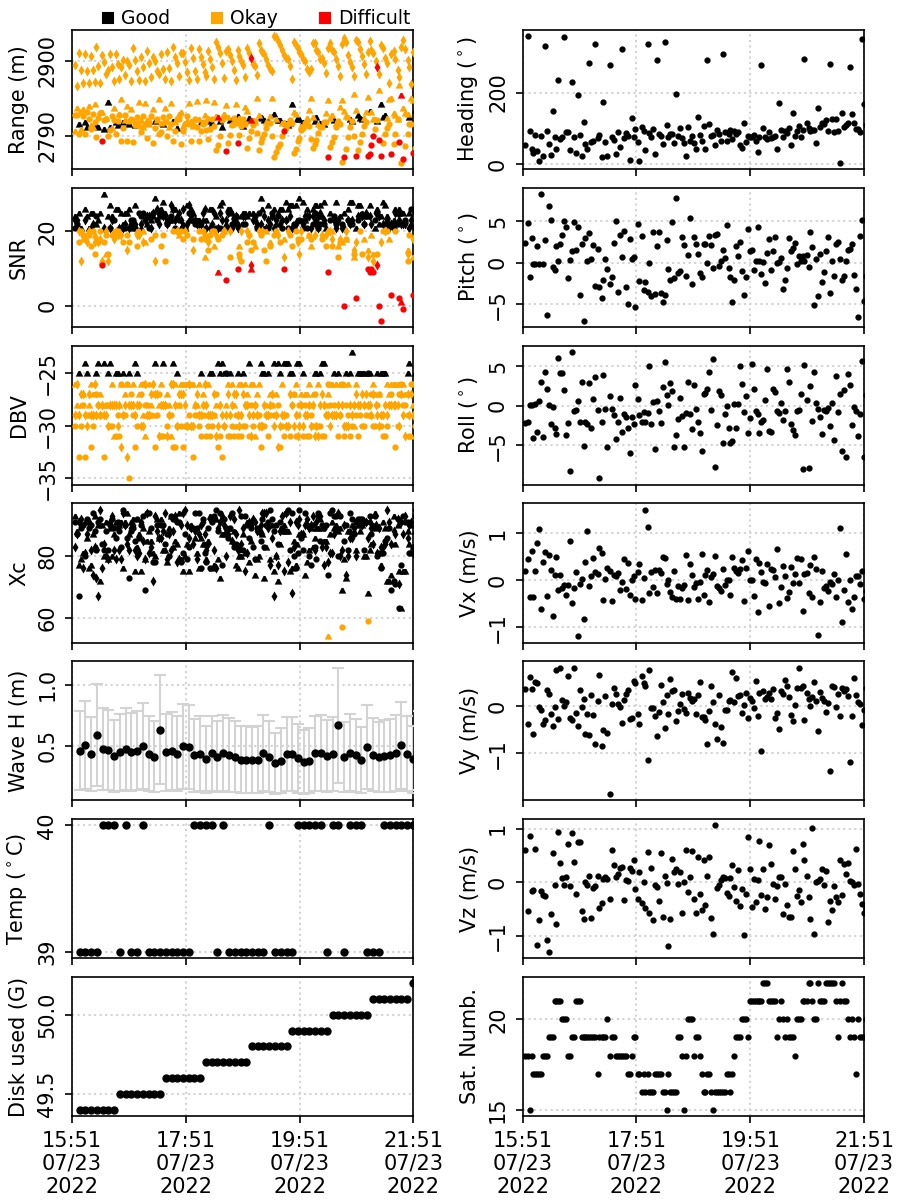 Good Okay Difficult
Range (m)
2900
2790
Heading (°)
200
0
SNR
20
0
Pitch (°)
5
0
−5
DBV
−25
−30
−35
Roll (°)
5
0
−5
Xc
80
60
Vx (m/s)
1
0
−1
Wave H (m)
1.0
0.5
Vy (m/s)
0
−1
Temp (°C)
40
39
Vz (m/s)
1
0
−1
Disk used (G)
50.0
49.5
Sat. Numb.
20
15
15:51 17:51 19:51 21:51 15:51 17:51 19:51 21:51
07/23 07/23 07/23 07/23 07/23 07/23 07/23 07/23
2022 2022 2022 2022 2022 2022 2022 2022